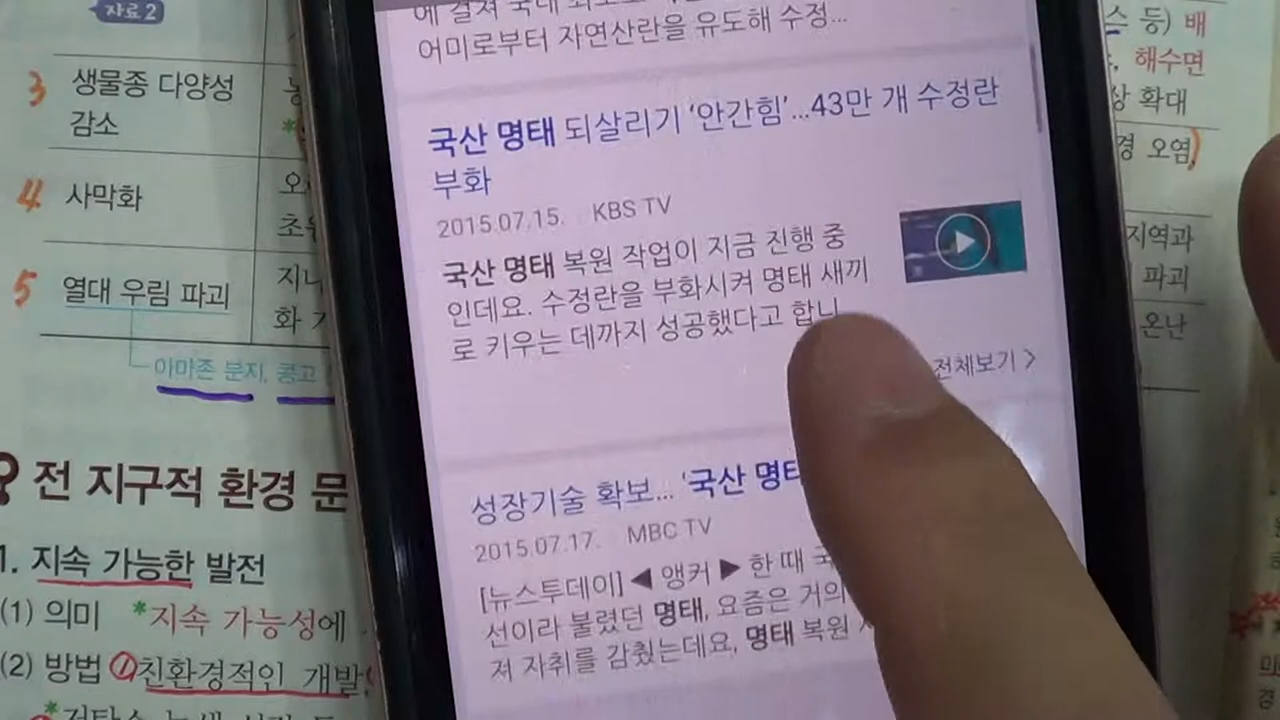 자료2
3 생물종 다양성
감소
4 사막화
5 열대 우림 파괴
아마존 분지, 콩고
전 지구적 환경 문
1. 지속 가능한 발전
(1) 의미 *지속 가능성에
(2) 방법 ①친환경적인 개발,
어미로부터 자연산란을 유도해 수정...
국산 명태 되살리기 '안간힘'...43만 개 수정란
부화
2015.07.15. KBS TV
국산 명태 복원 작업이 지금 진행 중
인데요. 수정란을 부화시켜 명태 새끼
로 키우는 데까지 성공했다고 합니
전체보기 >
성장기술 확보... '국산 명태
2015.07.17. MBC TV
[뉴스투데이] ◀ 앵커 ▶ 한 때 국
선이라 불렸던 명태, 요즘은 거의
져 자취를 감췄는데요, 명태 복원
스 등) 배
해수면
상 확대
경 오염)
지역과
파괴
온난